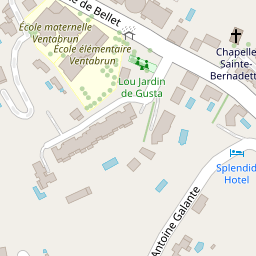 de Bellet
École maternelle
Ventabrun
École élémentaire
Ventabrun
Chapelle
Sainte-
Bernadett
Lou Jardin
de Gusta
Splendid
Hotel
Antoine Galante